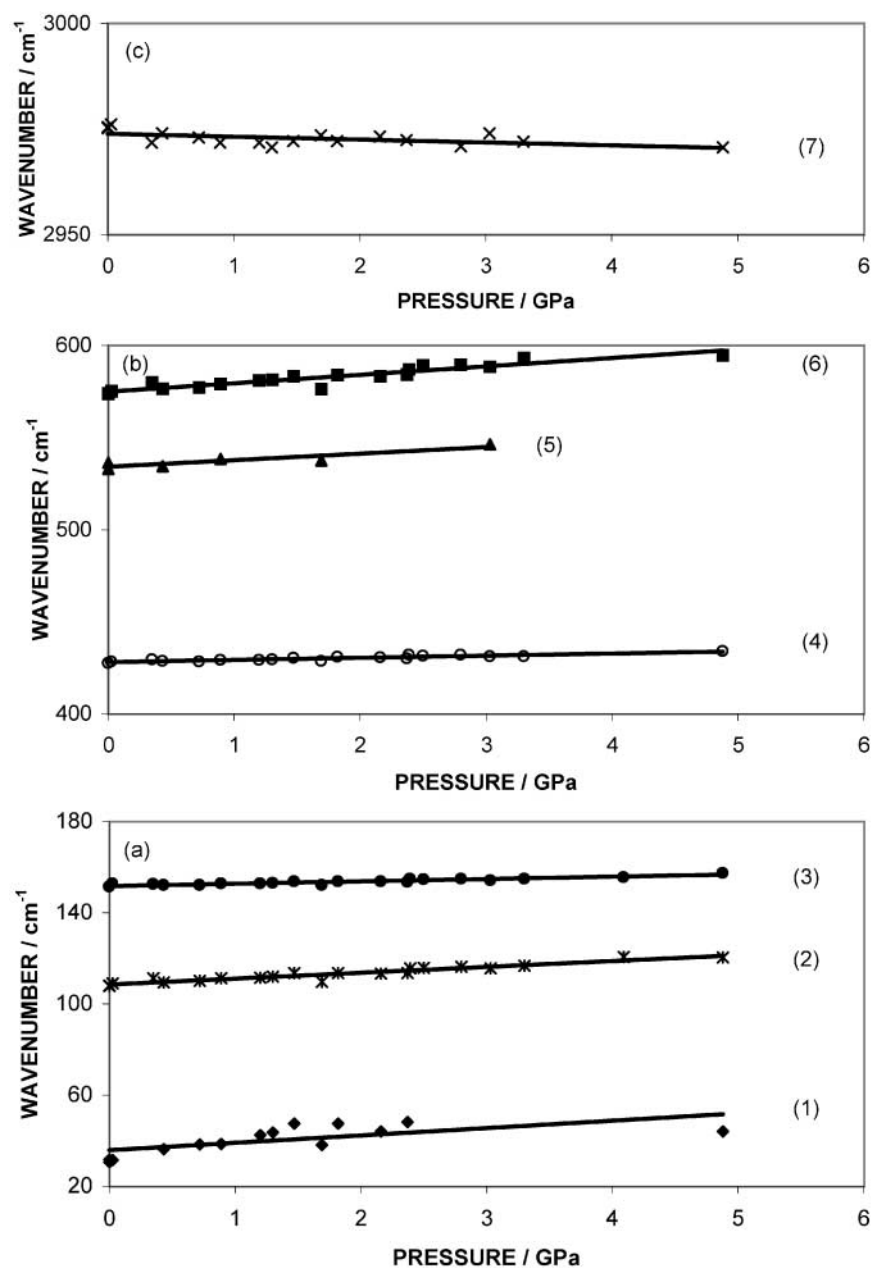 3000
(c)
WAVENUMBER / cm-1
(7)
2950
0 1 2 3 4 5 6
PRESSURE / GPa
600
(b)
(6)
(5)
WAVENUMBER / cm-1
500
(4)
400
0 1 2 3 4 5 6
PRESSURE / GPa
180
(a)
(3)
140
WAVENUMBER / cm-1
(2)
100
60
(1)
20
0 1 2 3 4 5 6
PRESSURE / GPa